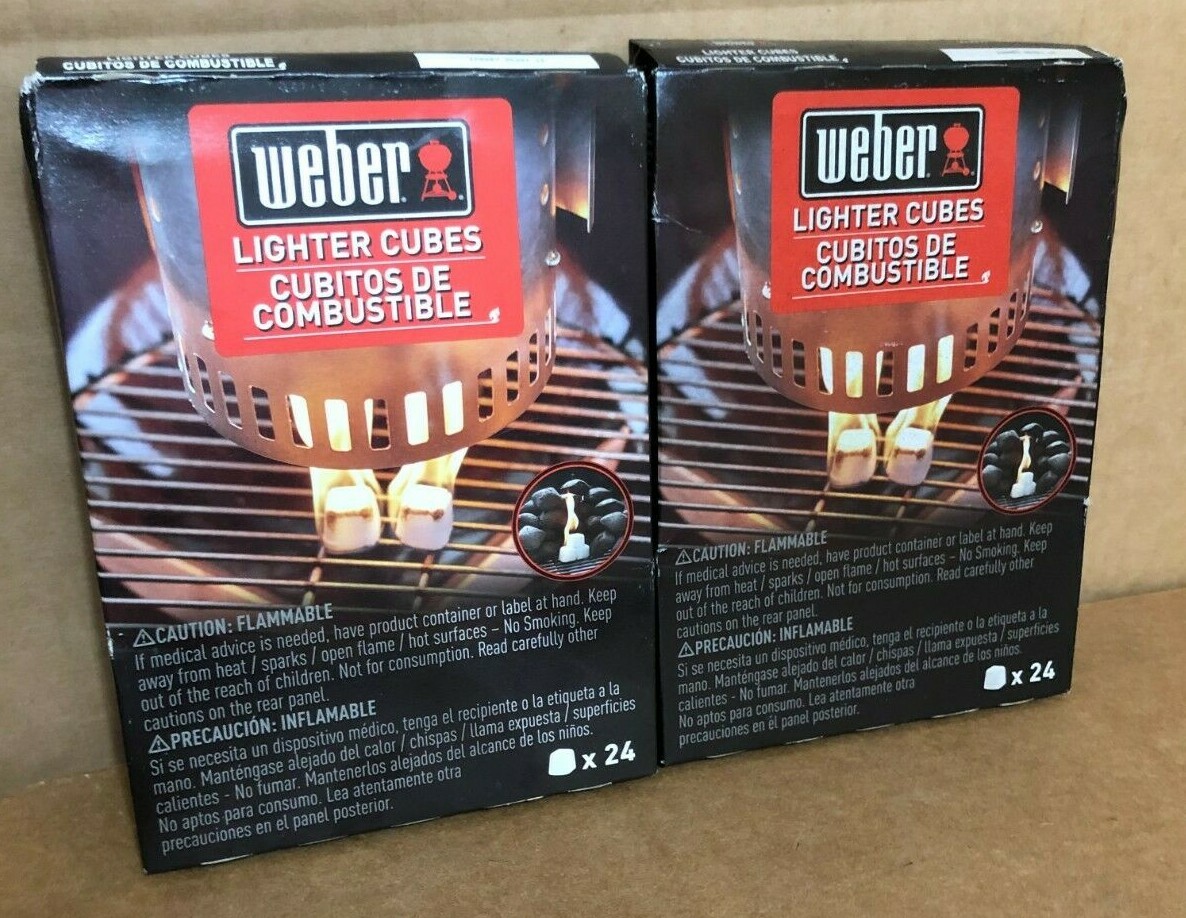 LIGHTER CUBES
CUBITOS DE COMBUSTIBLE
weber
LIGHTER CUBES
CUBITOS DE
COMBUSTIBLE
⚠CAUTION: FLAMMABLE
If medical advice is needed, have product container or label at hand. Keep
away from heat / sparks / open flame / hot surfaces – No Smoking. Keep
out of the reach of children. Not for consumption. Read carefully other
cautions on the rear panel.
⚠PRECAUCIÓN: INFLAMABLE
Si se necesita un dispositivo médico, tenga el recipiente o la etiqueta a la
mano. Manténgase alejado del calor / chispas / llama expuesta / superficies
calientes - No fumar. Mantenerlos alejados del alcance de los niños.
No aptos para consumo. Lea atentamente otra
precauciones en el panel posterior.
x 24
LIGHTER CUBES
CUBITOS DE COMBUSTIBLE
weber
LIGHTER CUBES
CUBITOS DE
COMBUSTIBLE
⚠CAUTION: FLAMMABLE
If medical advice is needed, have product container or label at hand. Keep
away from heat / sparks / open flame / hot surfaces – No Smoking. Keep
out of the reach of children. Not for consumption. Read carefully other
cautions on the rear panel.
⚠PRECAUCIÓN: INFLAMABLE
Si se necesita un dispositivo médico, tenga el recipiente o la etiqueta a la
mano. Manténgase alejado del calor / chispas / llama expuesta / superficies
calientes - No fumar. Mantenerlos alejados del alcance de los niños.
No aptos para consumo. Lea atentamente otra
precauciones en el panel posterior.
x 24